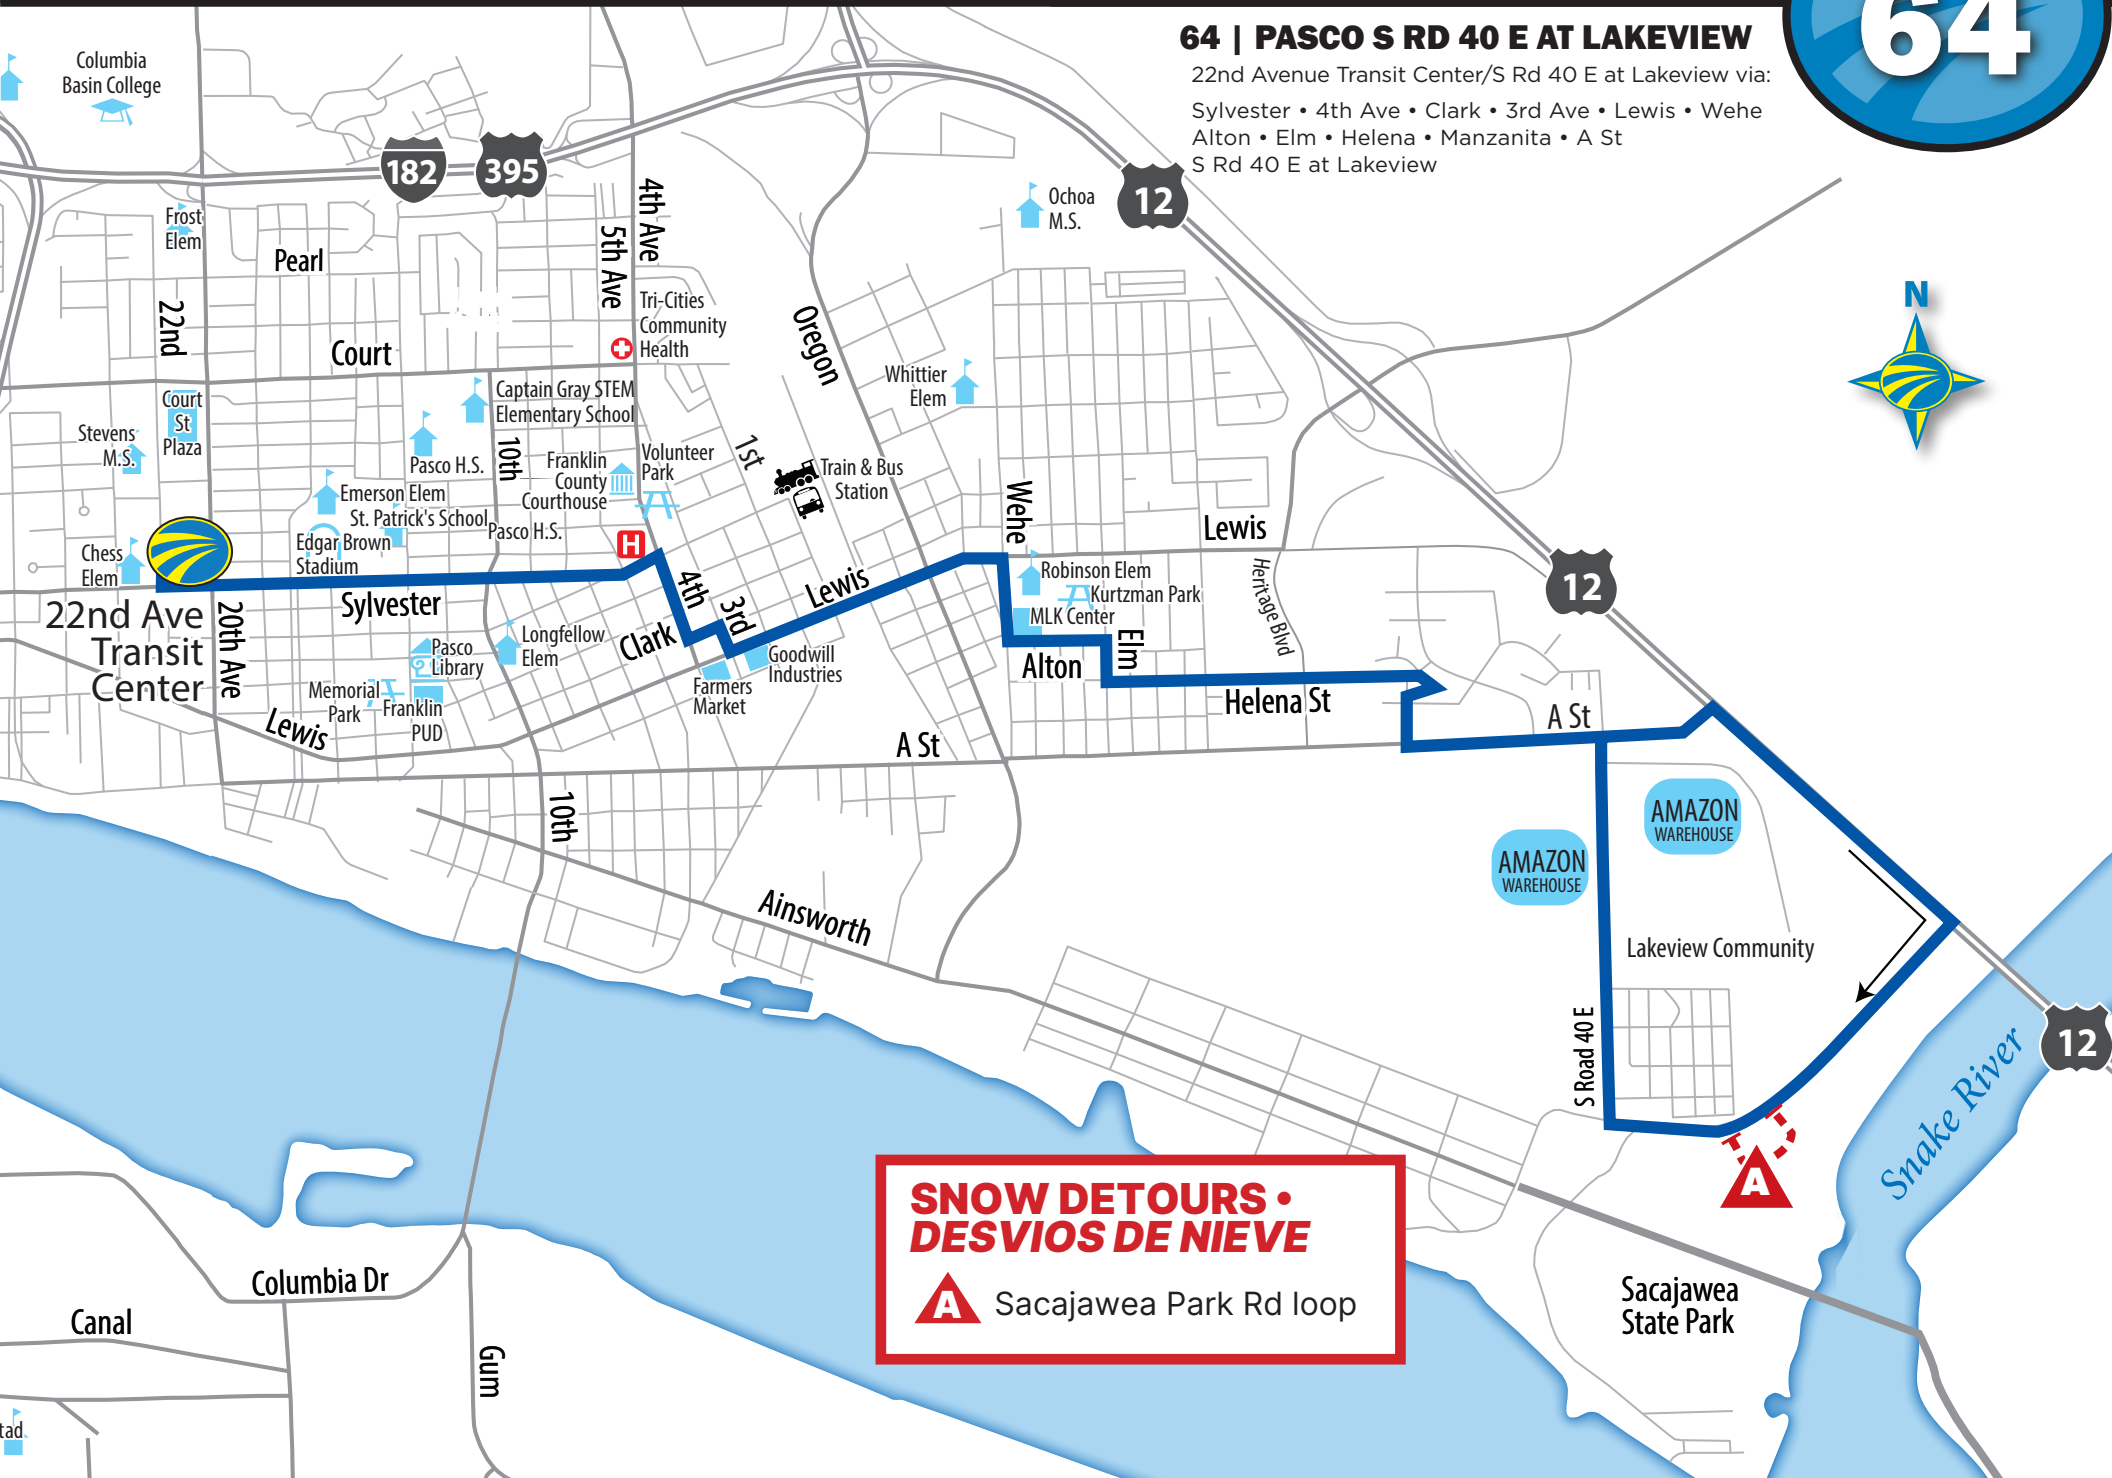 64
64 | PASCO S RD 40 E AT LAKEVIEW
22nd Avenue Transit Center/S Rd 40 E at Lakeview via:
Sylvester • 4th Ave • Clark • 3rd Ave • Lewis • Wehe
Alton • Elm • Helena • Manzanita • A St
S Rd 40 E at Lakeview
Columbia
Basin College
182
395
12
Ochoa
M.S.
4th Ave
5th Ave
Frost
Elem
Pearl
22nd
N
Tri-Cities
Community
Health
Oregon
Court
Whittier
Elem
Captain Gray STEM
Elementary School
Court
St
Plaza
Stevens
M.S.
Pasco H.S.
10th
Franklin
County
Courthouse
Volunteer
Park
1st
Train & Bus
Station
Emerson Elem
St. Patrick's School
Pasco H.S.
Edgar Brown
Stadium
H
Wehe
Lewis
Chess
Elem
Robinson Elem
Kurtzman Park
MLK Center
Heritage Blvd
12
22nd Ave
Transit
Center
20th Ave
Sylvester
4th
3rd
Lewis
Clark
Longfellow
Elem
Pasco
Library
Memorial
Park
Franklin
PUD
Lewis
Goodwill
Industries
Farmers
Market
Elm
Alton
Helena St
A St
A St
10th
AMAZON
WAREHOUSE
AMAZON
WAREHOUSE
Ainsworth
Lakeview Community
S Road 40 E
12
Snake River
A
SNOW DETOURS •
DESVIOS DE NIEVE
A Sacajawea Park Rd loop
Sacajawea
State Park
Columbia Dr
Canal
Gum
tad